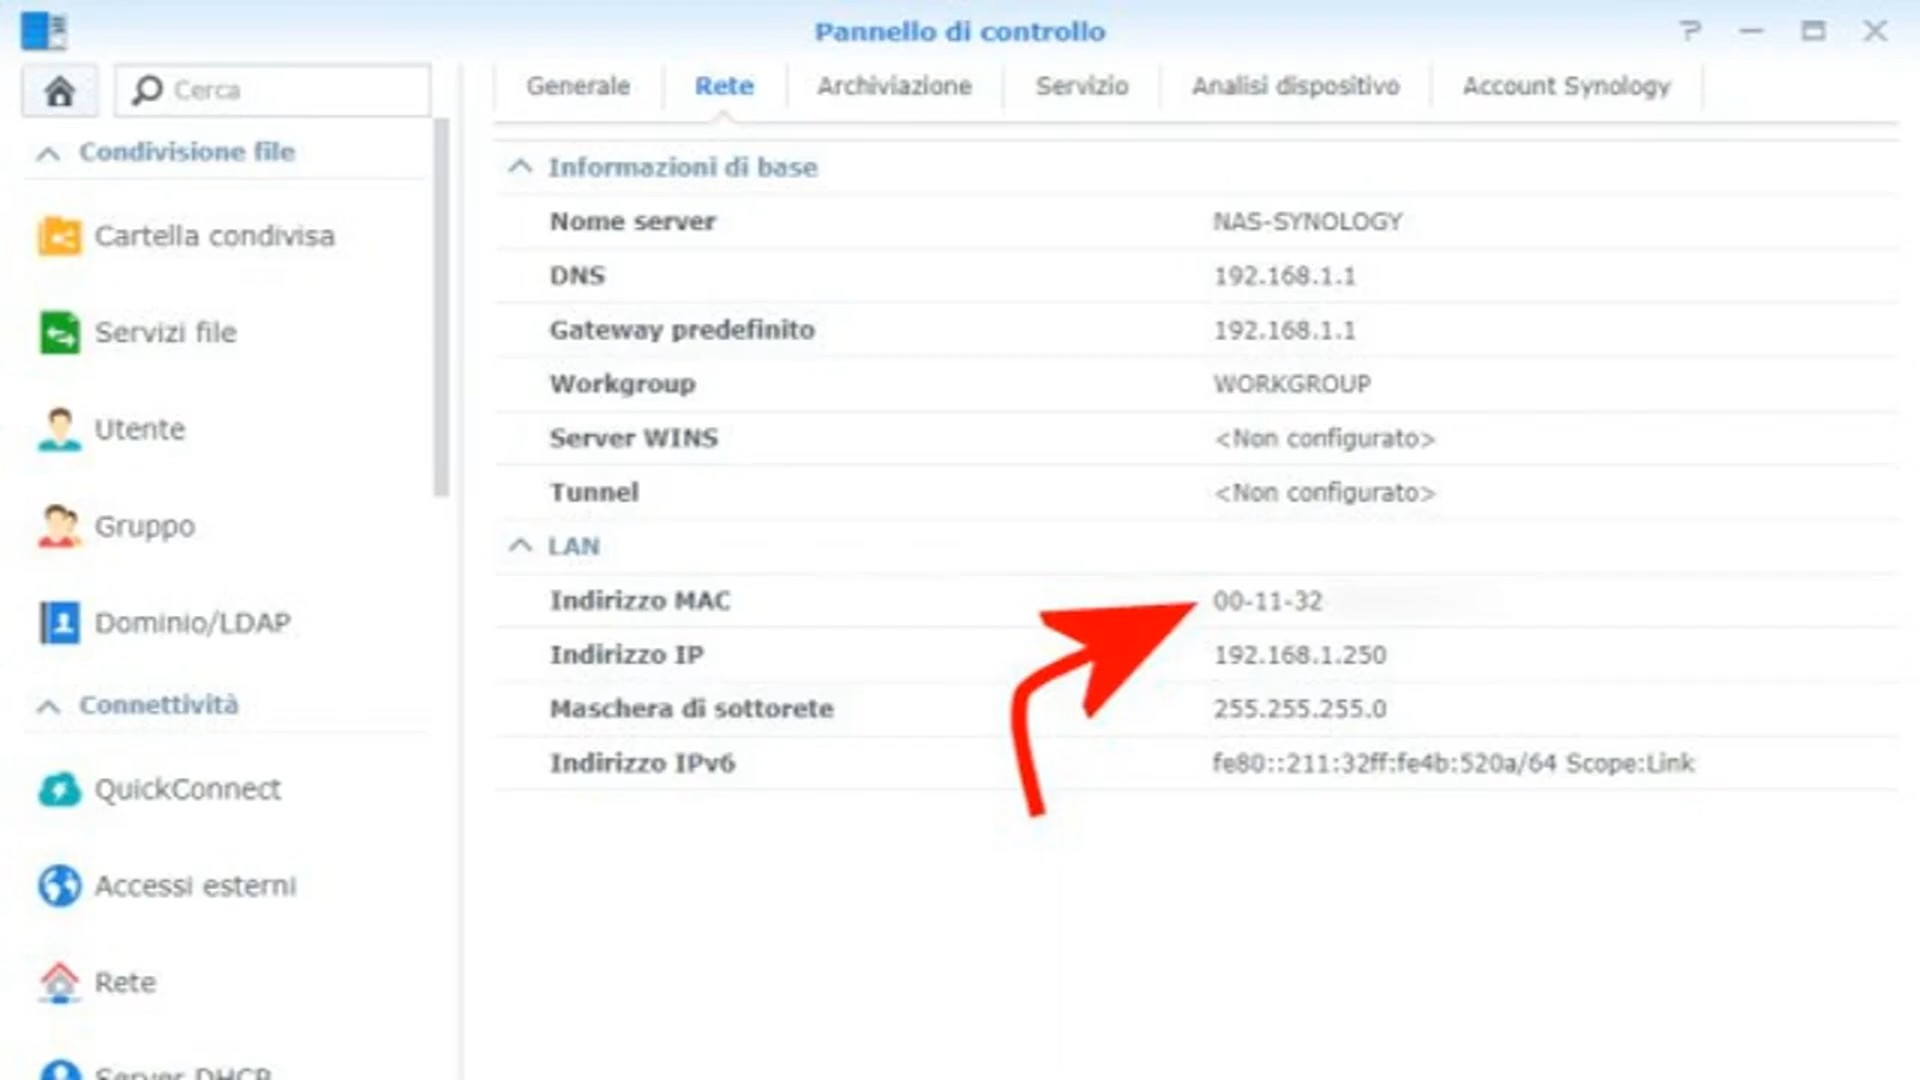 Pannello di controllo
Cerca
Generale
Rete
Archiviazione
Servizio
Analisi dispositivo
Account Synology
Condivisione file
Cartella condivisa
Servizi file
Utente
Gruppo
Dominio/LDAP
Connettività
QuickConnect
Accessi esterni
Rete
Server DHCP
Informazioni di base
Nome server NAS-SYNOLOGY
DNS 192.168.1.1
Gateway predefinito 192.168.1.1
Workgroup WORKGROUP
Server WINS <Non configurato>
Tunnel <Non configurato>
LAN
Indirizzo MAC 00-11-32
Indirizzo IP 192.168.1.250
Maschera di sottorete 255.255.255.0
Indirizzo IPv6 fe80::211:32ff:fe4b:520a/64 Scope:Link